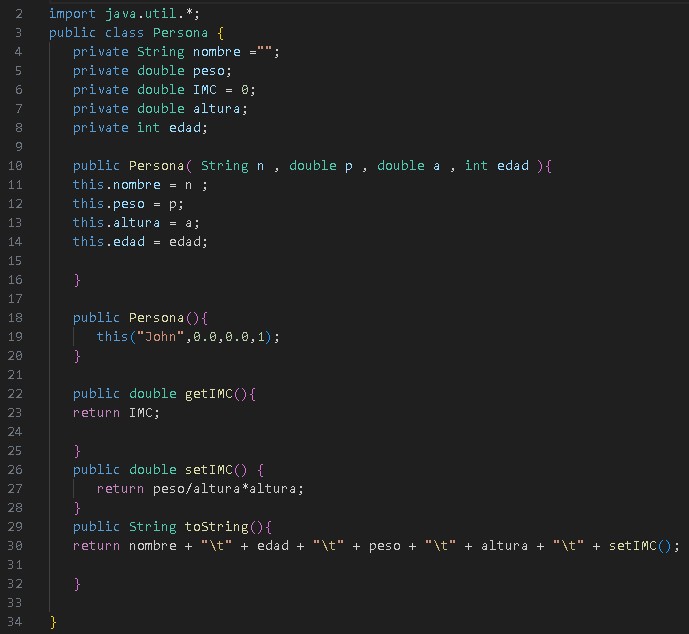 2 import java.util.*;
3 public class Persona {
4 private String nombre ="";
5 private double peso;
6 private double IMC = 0;
7 private double altura;
8 private int edad;
9
10 public Persona( String n , double p , double a , int edad ){
11 this.nombre = n ;
12 this.peso = p;
13 this.altura = a;
14 this.edad = edad;
15
16 }
17
18 public Persona(){
19 this("John",0.0,0.0,1);
20 }
21
22 public double getIMC(){
23 return IMC;
24
25 }
26 public double setIMC() {
27 return peso/altura*altura;
28 }
29 public String toString(){
30 return nombre + "\t" + edad + "\t" + peso + "\t" + altura + "\t" + setIMC();
31
32 }
33
34 }